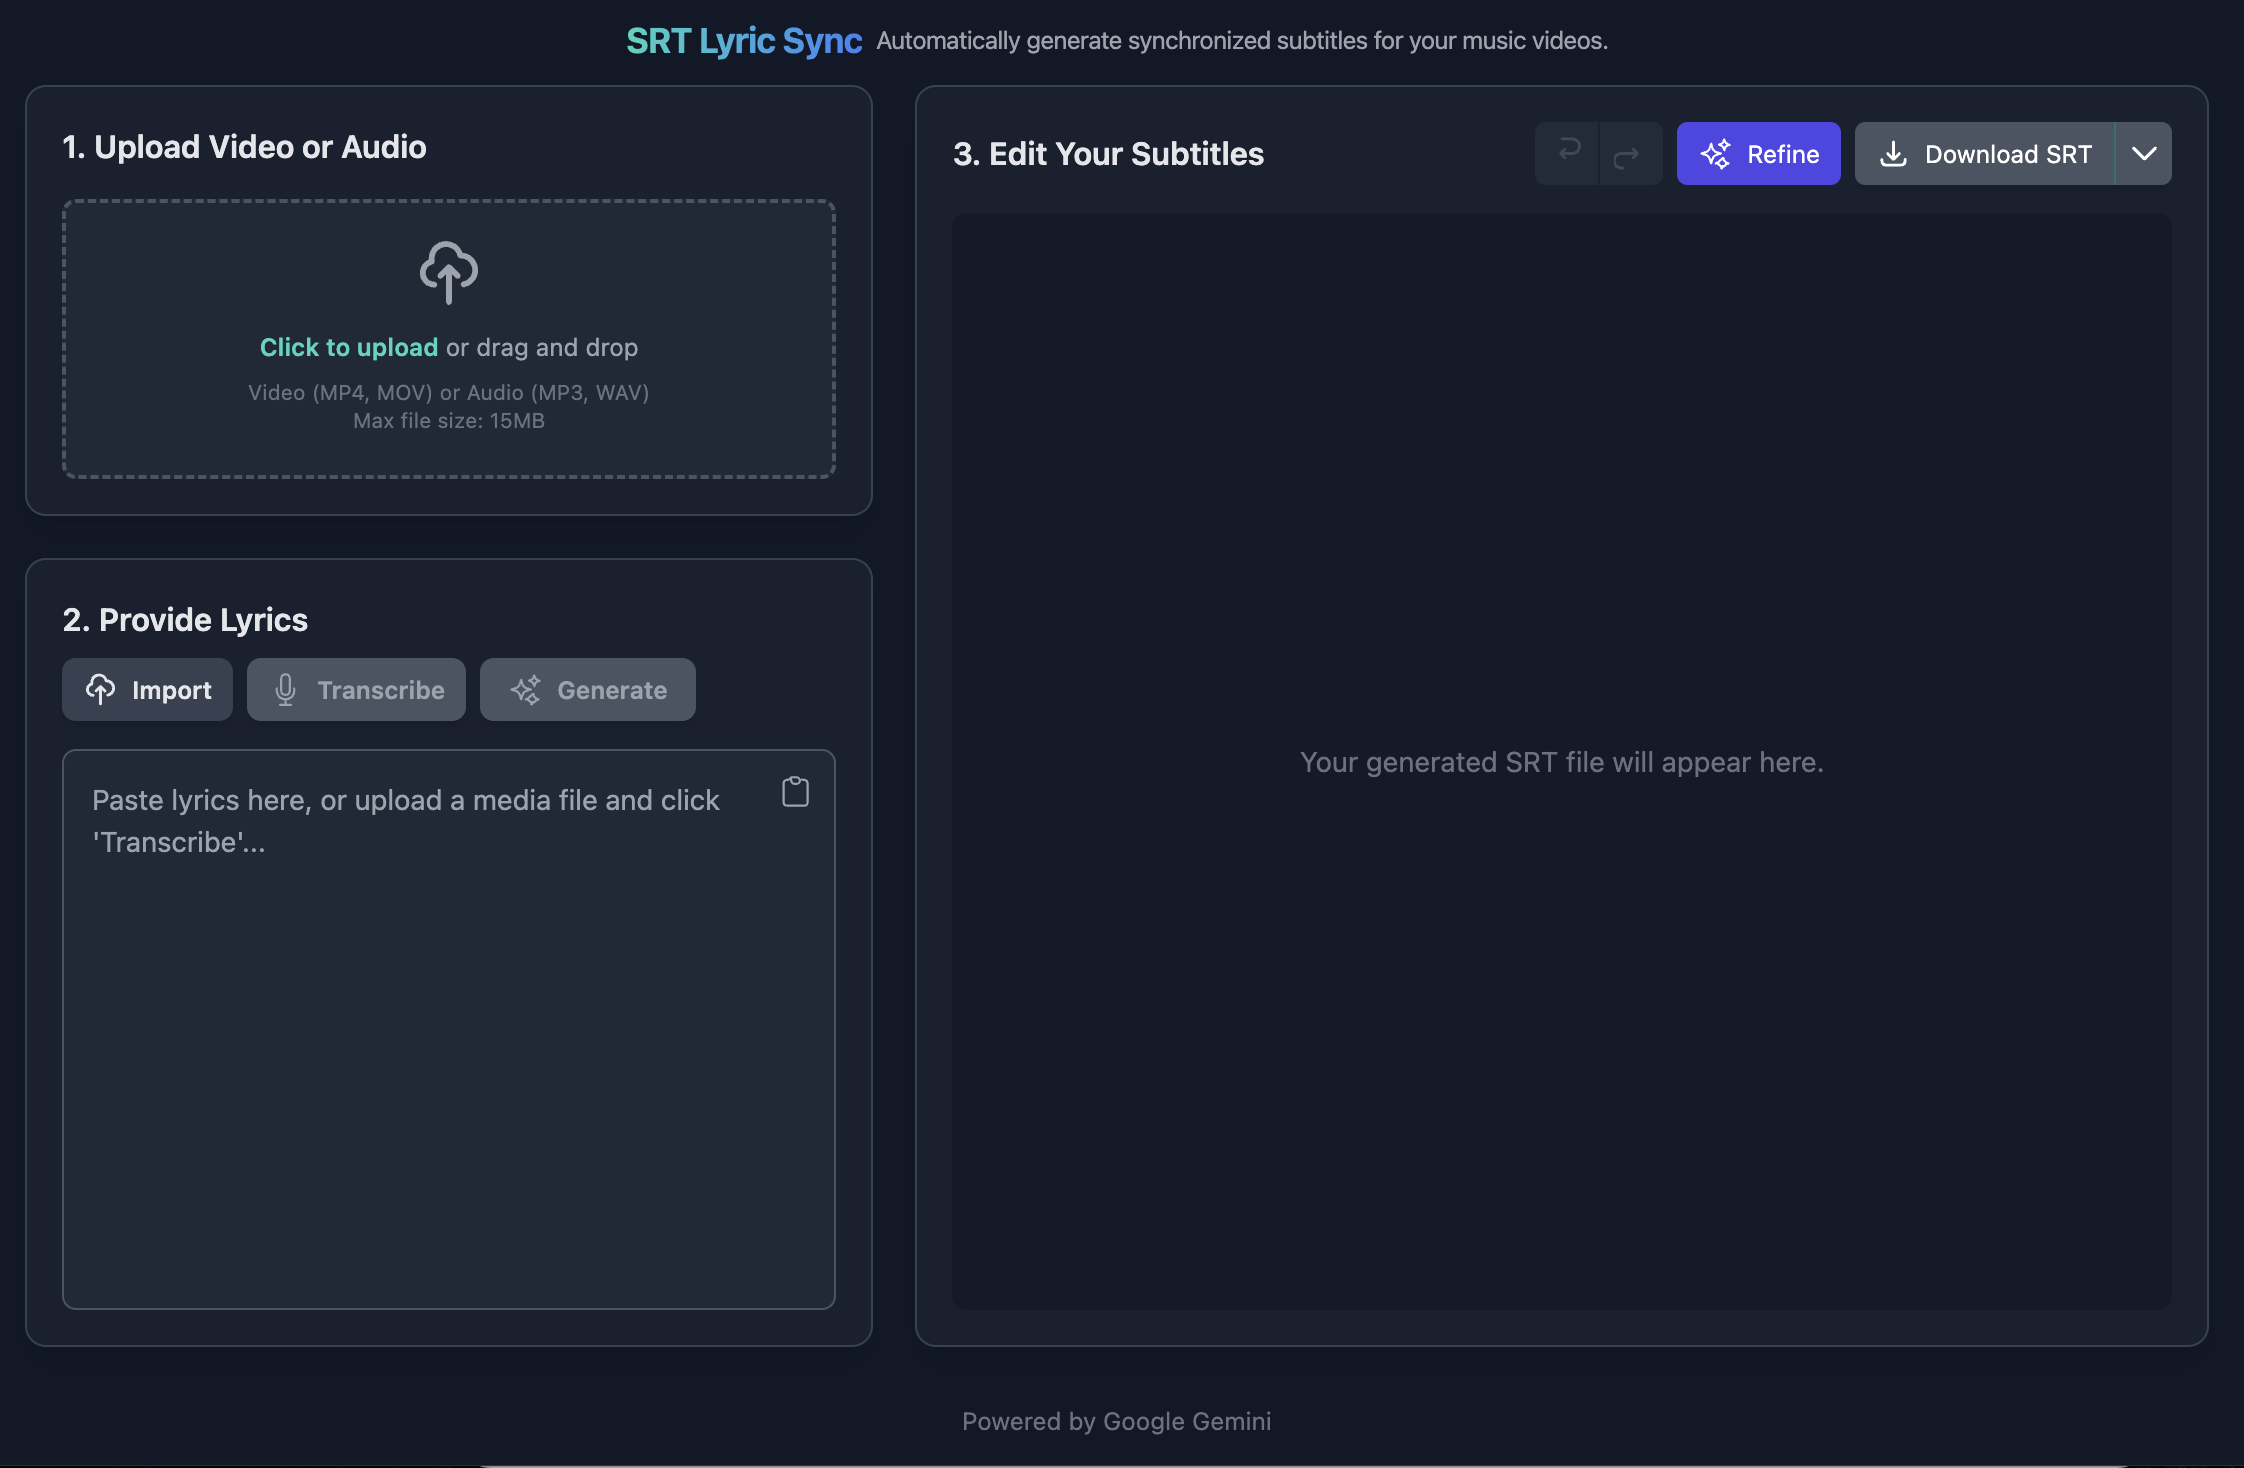 SRT Lyric Sync Automatically generate synchronized subtitles for your music videos.
1. Upload Video or Audio
Click to upload or drag and drop
Video (MP4, MOV) or Audio (MP3, WAV)
Max file size: 15MB
2. Provide Lyrics
Import
Transcribe
Generate
Paste lyrics here, or upload a media file and click
'Transcribe'...
3. Edit Your Subtitles
Refine
Download SRT
Your generated SRT file will appear here.
Powered by Google Gemini